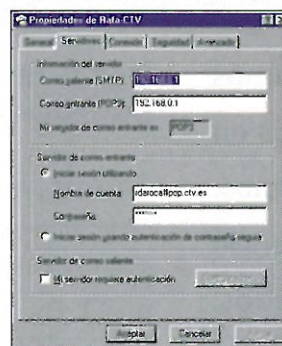 Propiedades de Rafa-CTV
General Servidores Conexión Seguridad Avanzado
Información del servidor
Correo saliente (SMTP):
Correo entrante (POP3): 192.168.0.1
Mi servidor de correo entrante es POP3
Servidor de correo entrante
Iniciar sesión utilizando
Nombre de cuenta:
Contraseña: ******
Iniciar sesión usando autenticación de contraseña segura
Servidor de correo saliente
Mi servidor requiere autenticación
Aceptar Cancelar